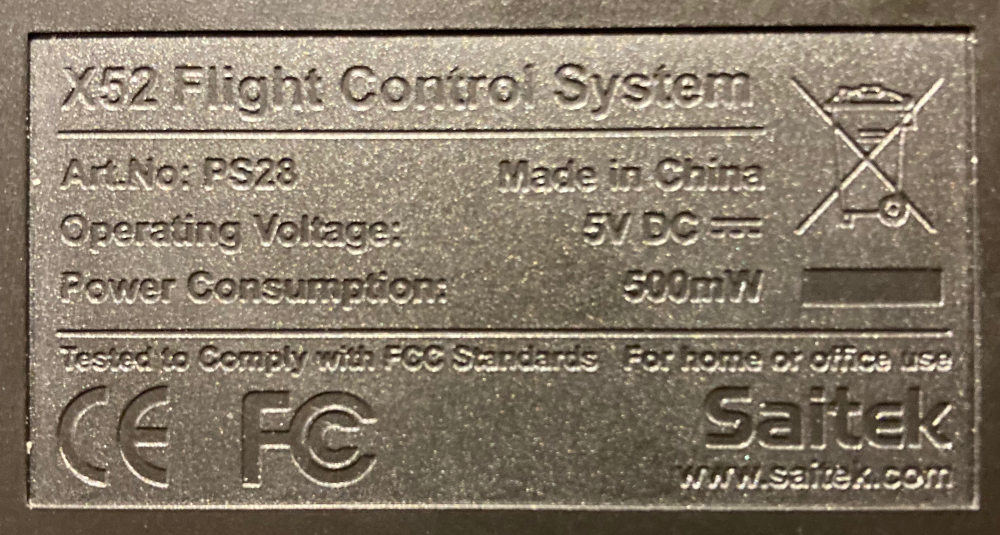 X52 Flight Control System
Art.No: PS28 Made in China
Operating Voltage: 5V DC
Power Consumption: 500mW
Tested to Comply with FCC Standards For home or office use
CE FC Saitek
www.saitek.com